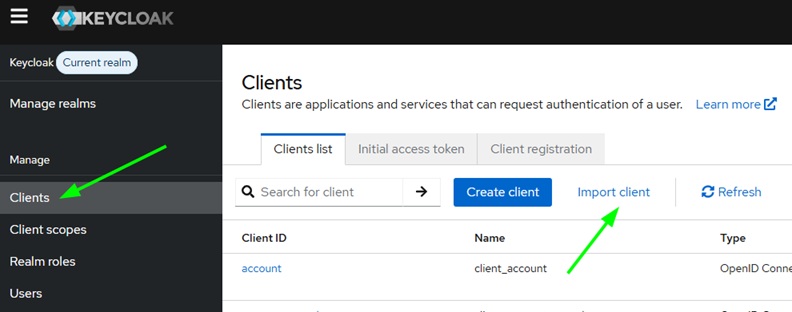 KEYCLOAK
Keycloak Current realm
Manage realms
Manage
Clients
Client scopes
Realm roles
Users
Clients
Clients are applications and services that can request authentication of a user. Learn more
Clients list Initial access token Client registration
Search for client Create client Import client Refresh
Client ID Name Type
account client_account OpenID Conne